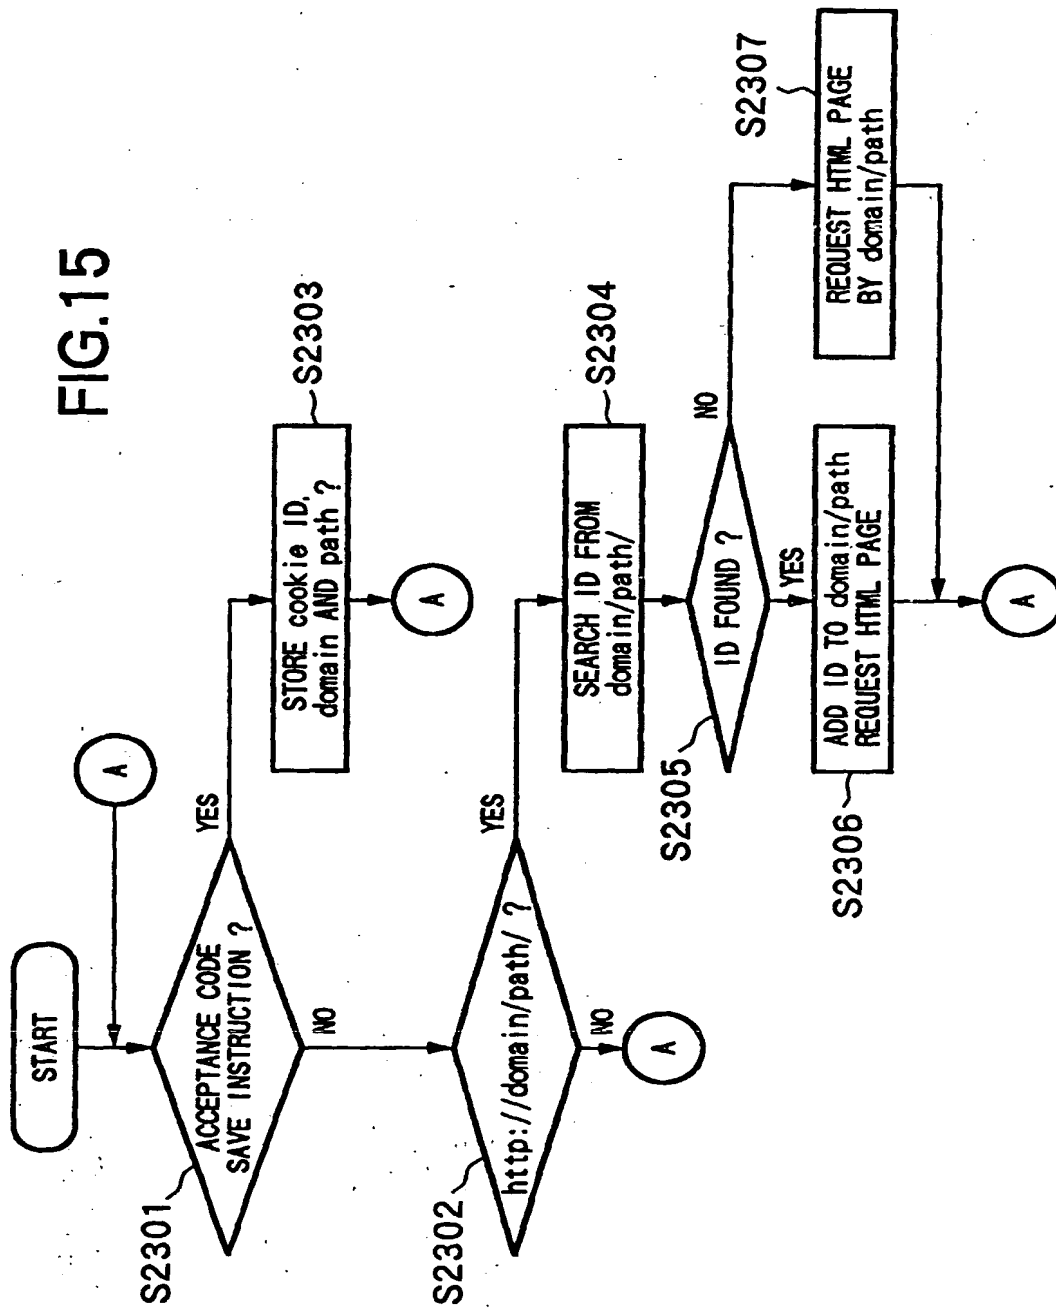 FIG.15
START
A
ACCEPTANCE CODE
SAVE INSTRUCTION ?
S2301
YES
NO
STORE cookie ID,
domain AND path ?
S2303
A
http://domain/path/ ?
S2302
YES
NO
A
SEARCH ID FROM
domain/path/
S2304
ID FOUND ?
S2305
NO
YES
ADD ID TO domain/path
REQUEST HTML PAGE
S2306
REQUEST HTML PAGE
BY domain/path
S2307
A